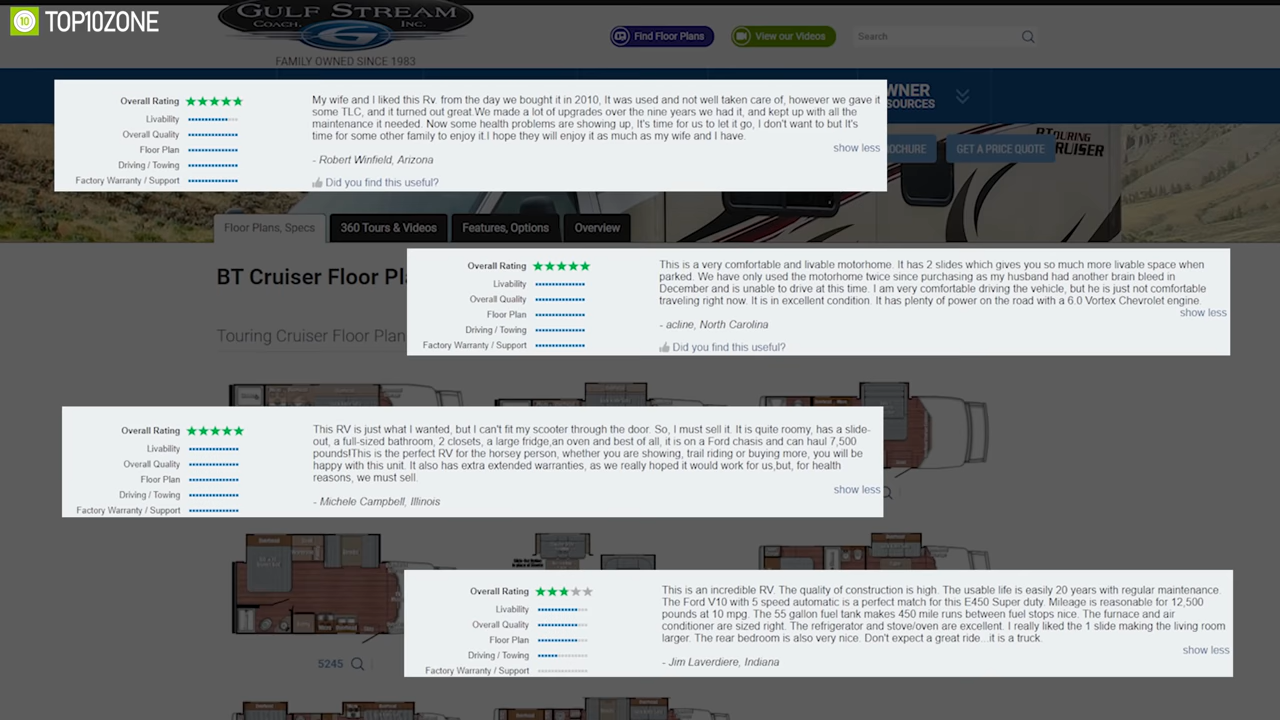 10 TOP10ZONE
GULF STREAM
COACH, INC.
G
FAMILY OWNED SINCE 1983
Find Floor Plans
View our Videos
Search
WNER
SOURCES
Overall Rating
Livability
Overall Quality
Floor Plan
Driving / Towing
Factory Warranty / Support
My wife and I liked this Rv. from the day we bought it in 2010, It was used and not well taken care of, however we gave it
some TLC, and it turned out great.We made a lot of upgrades over the nine years we had it, and kept up with all the
maintenance it needed. Now some health problems are showing up, It's time for us to let it go, I don't want to but It's
time for some other family to enjoy it.I hope they will enjoy it as much as my wife and I have.
show less
- Robert Winfield, Arizona
Did you find this useful?
BT TOURING
RUISER
OCHURE
GET A PRICE QUOTE
Floor Plans, Specs
360 Tours & Videos
Features, Options
Overview
BT Cruiser Floor Pl
Touring Cruiser Floor Plan
Overall Rating
Livability
Overall Quality
Floor Plan
Driving / Towing
Factory Warranty / Support
This is a very comfortable and livable motorhome. It has 2 slides which gives you so much more livable space when
parked. We have only used the motorhome twice since purchasing as my husband had another brain bleed in
December and is unable to drive at this time. I am very comfortable driving the vehicle, but he is just not comfortable
traveling right now. It is in excellent condition. It has plenty of power on the road with a 6.0 Vortex Chevrolet engine.
show less
- acline, North Carolina
Did you find this useful?
Overall Rating
Livability
Overall Quality
Floor Plan
Driving / Towing
Factory Warranty / Support
This RV is just what I wanted, but I can't fit my scooter through the door. So, I must sell it. It is quite roomy, has a slide-
out, a full-sized bathroom, 2 closets, a large fridge,an oven and best of all, it is on a Ford chasis and can haul 7,500
pounds!This is the perfect RV for the horsey person, whether you are showing, trail riding or buying more, you will be
happy with this unit. It also has extra extended warranties, as we really hoped it would work for us,but, for health
reasons, we must sell.
show less
- Michele Campbell, Illinois
5245
Overall Rating
Livability
Overall Quality
Floor Plan
Driving / Towing
Factory Warranty / Support
This is an incredible RV. The quality of construction is high. The usable life is easily 20 years with regular maintenance.
The Ford V10 with 5 speed automatic is a perfect match for this E450 Super duty. Mileage is reasonable for 12,500
pounds at 10 mpg. The 55 gallon fuel tank makes 450 mile runs between fuel stops nice. The furnace and air
conditioner are sized right. The refrigerator and stove/oven are excellent. I really liked the 1 slide making the living room
larger. The rear bedroom is also very nice. Don't expect a great ride...it is a truck.
show less
- Jim Laverdiere, Indiana